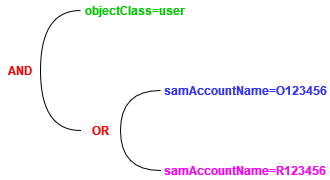 objectClass=user
AND
samAccountName=O123456
OR
samAccountName=R123456